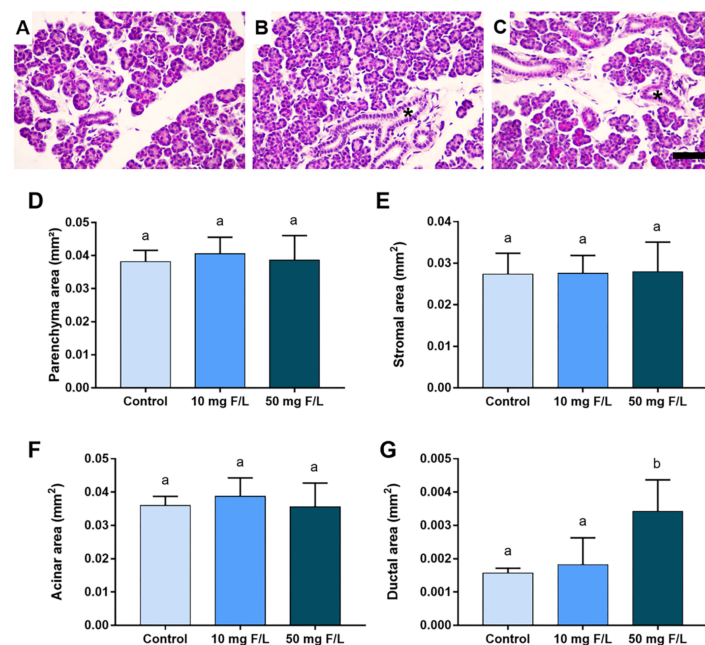 A
B
*
C
*
D
Parenchyma area (mm²)
0.05
0.04
0.03
0.02
0.01
0.00
a
a
a
Control
10 mg F/L
50 mg F/L
E
Stromal area (mm²)
0.04
0.03
0.02
0.01
0.00
a
a
a
Control
10 mg F/L
50 mg F/L
F
Acinar area (mm²)
0.05
0.04
0.03
0.02
0.01
0.00
a
a
a
Control
10 mg F/L
50 mg F/L
G
Ductal area (mm²)
0.005
0.004
0.003
0.002
0.001
0.000
a
a
b
Control
10 mg F/L
50 mg F/L